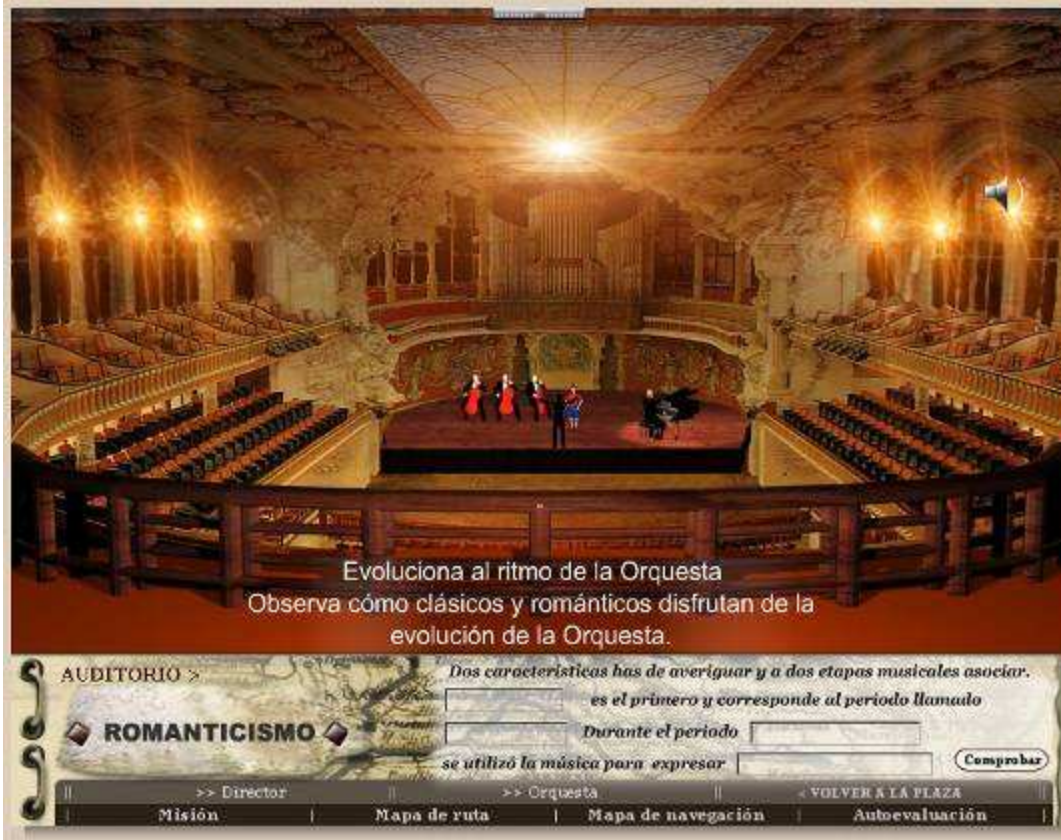 Evoluciona al ritmo de la Orquesta
Observa cómo clásicos y románticos disfrutan de la
evolución de la Orquesta.
AUDITORIO >
ROMANTICISMO
Dos características has de averiguar y a dos etapas musicales asociar.
es el primero y corresponde al periodo llamado
Durante el periodo
se utilizó la música para expresar
Comprobar
>> Director
>> Orquesta
< VOLVER A LA PLAZA
Misión
Mapa de ruta
Mapa de navegación
Autoevaluación